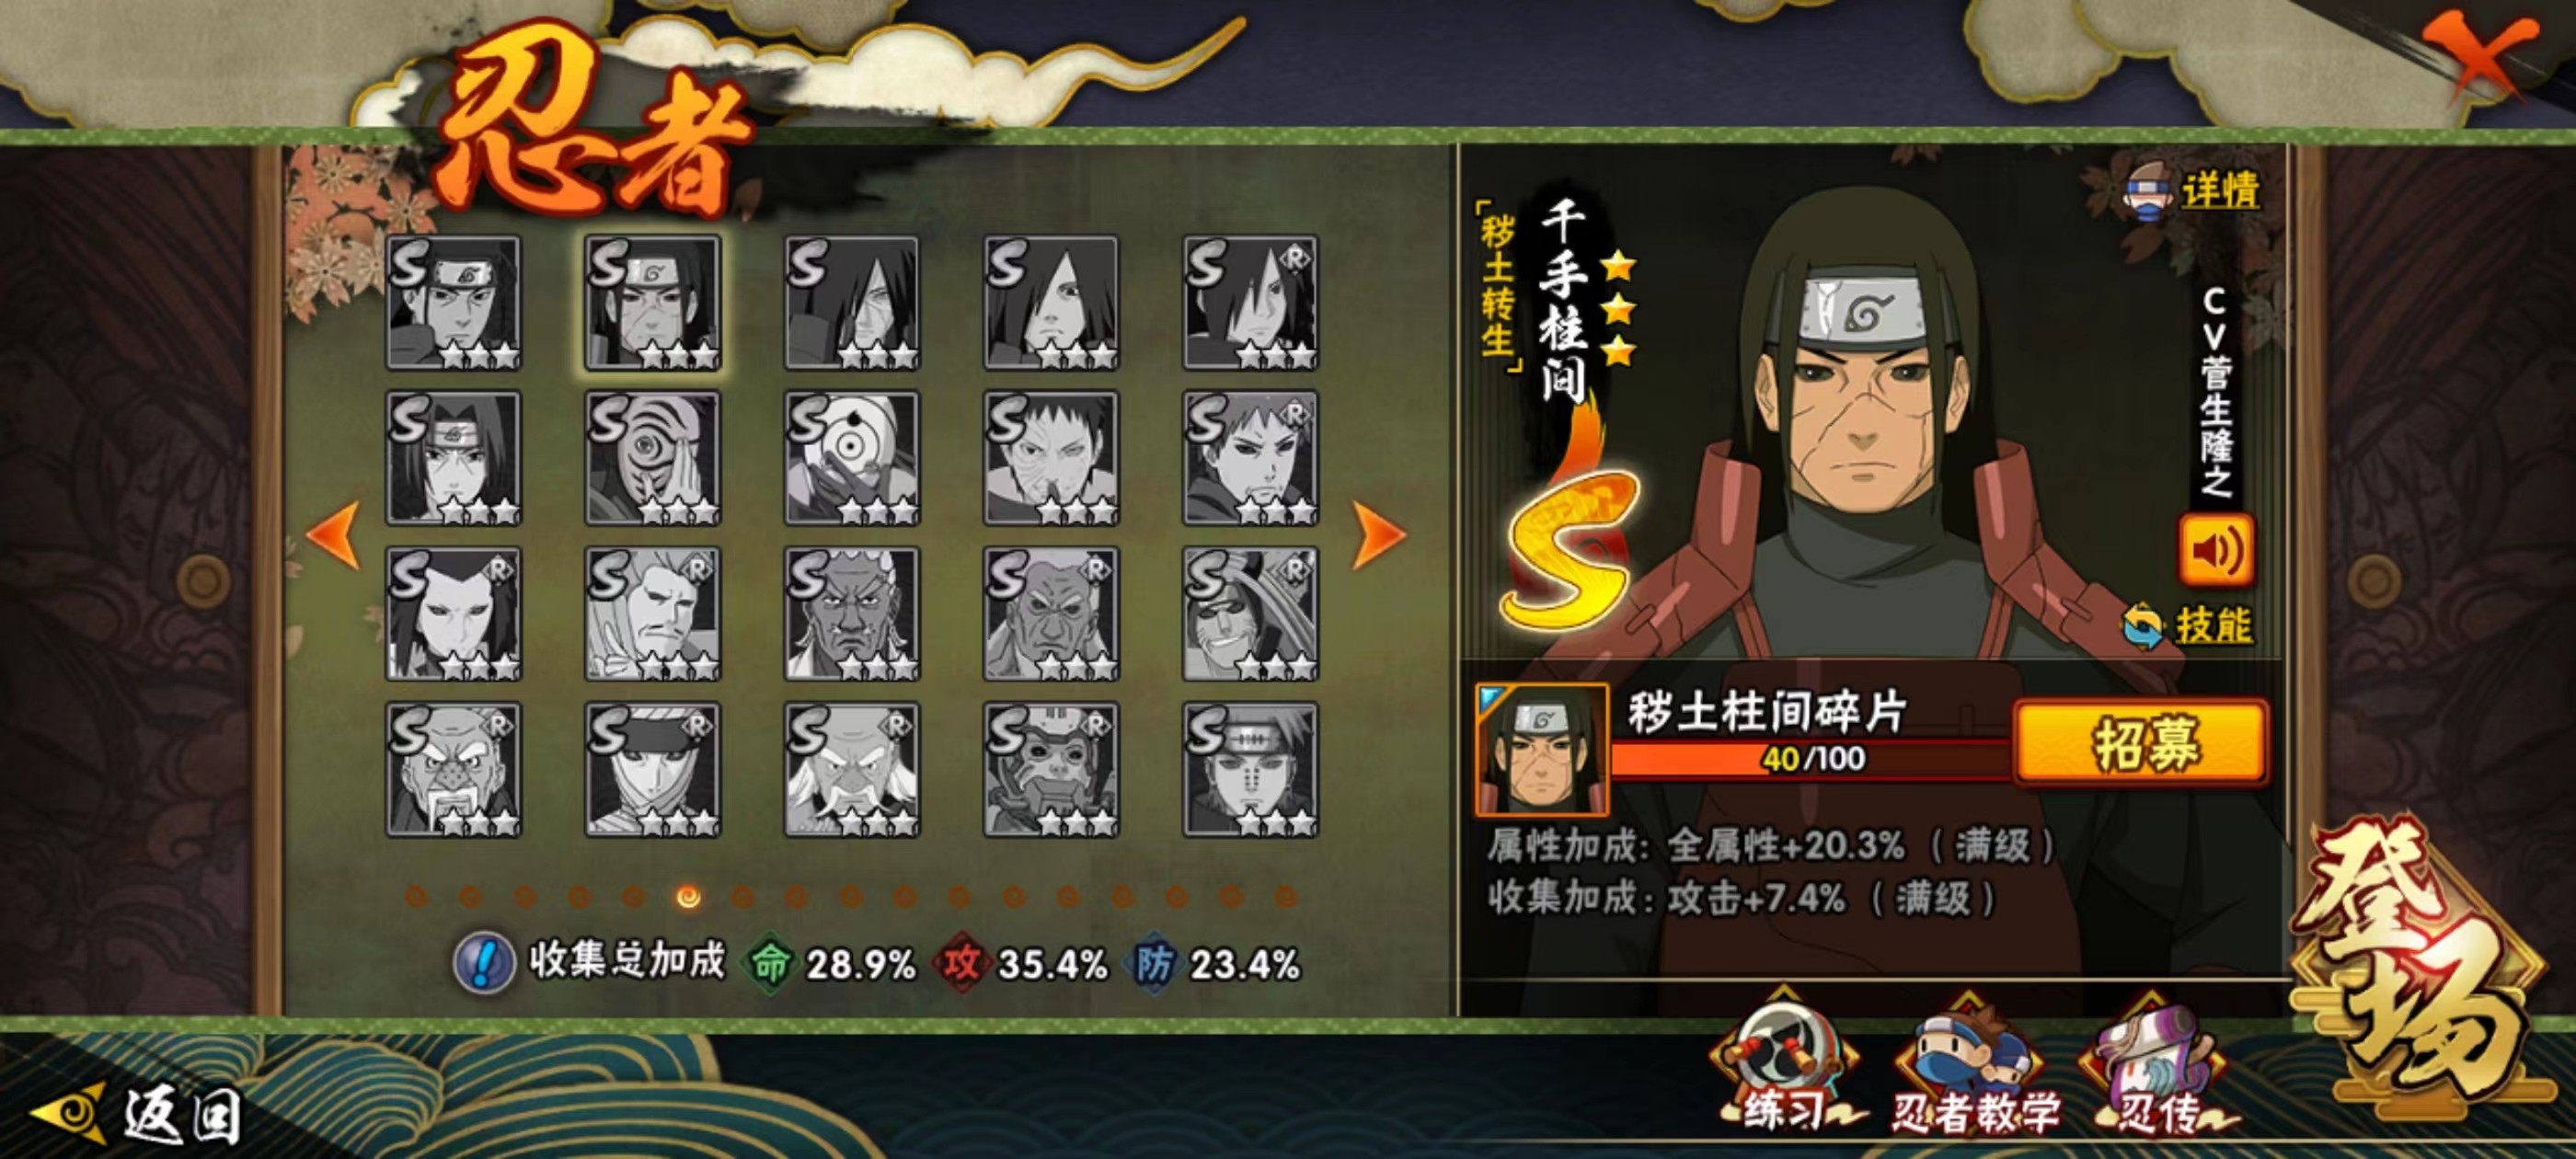 忍者
S
S
S
S
S R
S
S
S
S
S R
S R
S R
S
S R
S R
S R
S R
S R
S R
S
收集总加成 命 28.9% 攻 35.4% 防 23.4%
「秽土转生」
千手柱间
S
详情
CV菅生隆之
技能
秽土柱间碎片
40/100
招募
属性加成: 全属性+20.3% ( 满级 )
收集加成: 攻击+7.4% ( 满级 )
登场
返回
练习
忍者教学
忍传